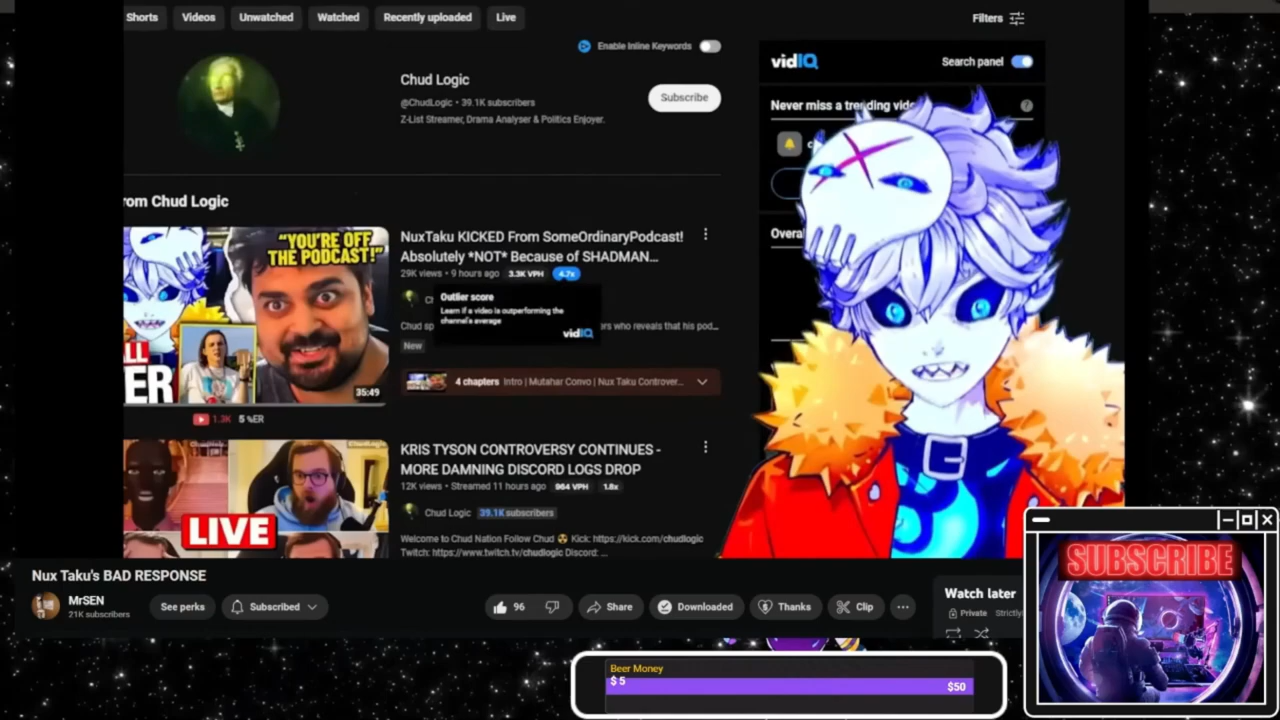 Shorts
Videos
Unwatched
Watched
Recently uploaded
Live
Filters
Enable Inline Keywords
Chud Logic
@ChudLogic • 39.1K subscribers
Z-List Streamer, Drama Analyser & Politics Enjoyer.
Subscribe
vidIQ
Search panel
Never miss a trending vide
?
rom Chud Logic
"YOU'RE OFF
THE PODCAST!"
35:49
1.3K 5 %ER
NuxTaku KICKED From SomeOrdinaryPodcast!
Absolutely *NOT* Because of SHADMAN...
29K views • 9 hours ago 3.3K VPH 4.7x
Outlier score
Learn if a video is outperforming the
channel's average
vidIQ
Chud sp
ers who reveals that his pod...
New
4 chapters Intro | Mutahar Convo | Nux Taku Controver...
Overal
LIVE
KRIS TYSON CONTROVERSY CONTINUES -
MORE DAMNING DISCORD LOGS DROP
12K views • Streamed 11 hours ago 964 VPH 1.8x
Chud Logic 39.1K subscribers
Welcome to Chud Nation Follow Chud 😍 Kick: https://kick.com/chudlogic
Twitch: https://www.twitch.tv/chudlogic Discord: ...
Nux Taku's BAD RESPONSE
MrSEN
21K subscribers
See perks
Subscribed
96
Share
Downloaded
Thanks
Clip
Watch later
Private Strictly
SUBSCRIBE
Beer Money
$ 5
$50